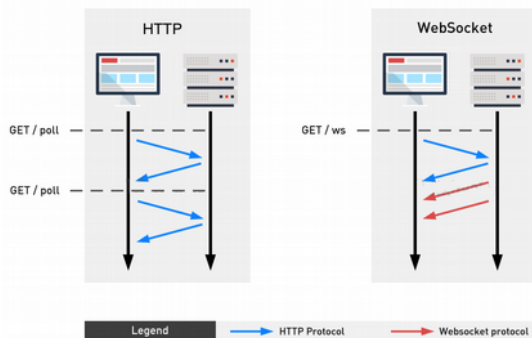 HTTP
WebSocket
GET / poll
GET / ws
GET / poll
Legend
HTTP Protocol
Websocket protocol